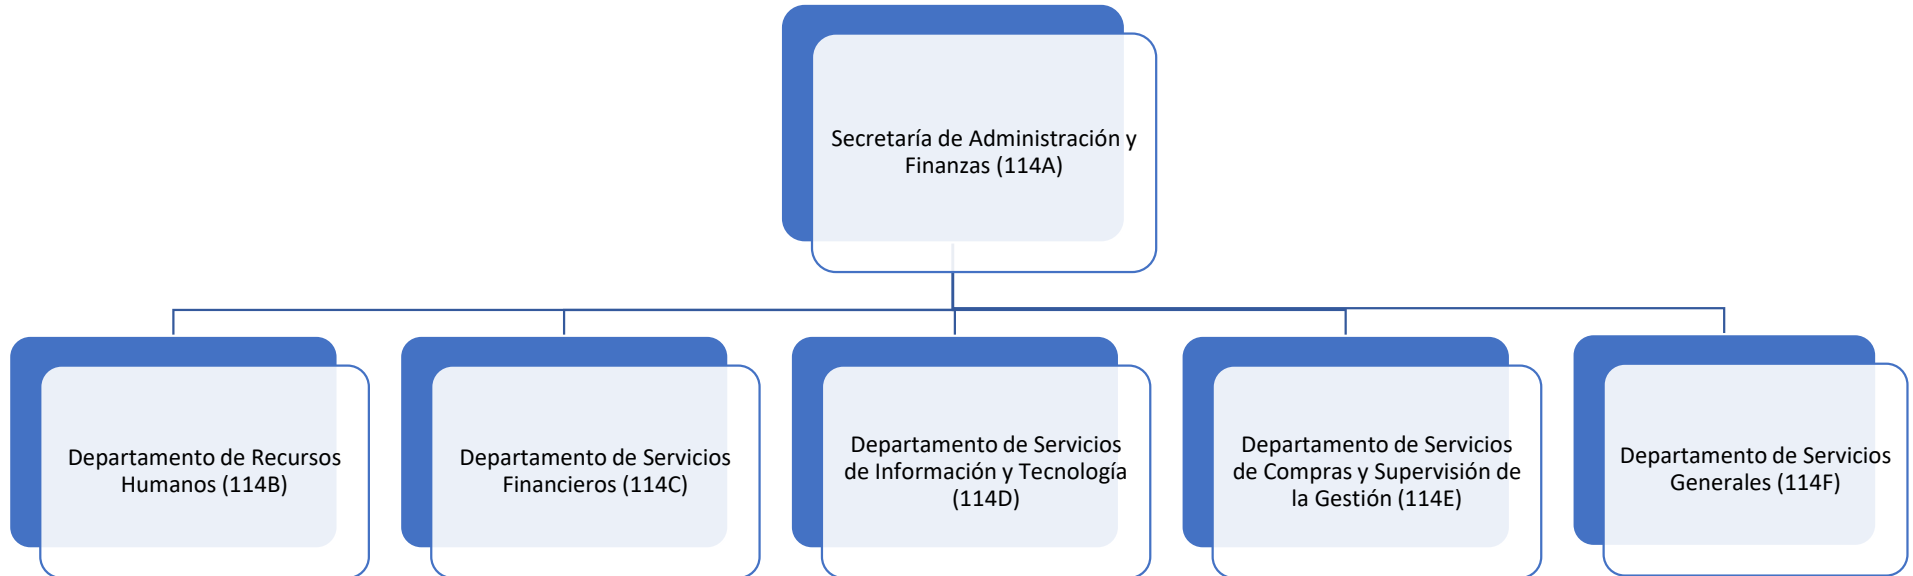 Secretaría de Administración y
Finanzas (114A)
Departamento de Recursos
Humanos (114B)
Departamento de Servicios
Financieros (114C)
Departamento de Servicios
de Información y Tecnología
(114D)
Departamento de Servicios
de Compras y Supervisión de
la Gestión (114E)
Departamento de Servicios
Generales (114F)